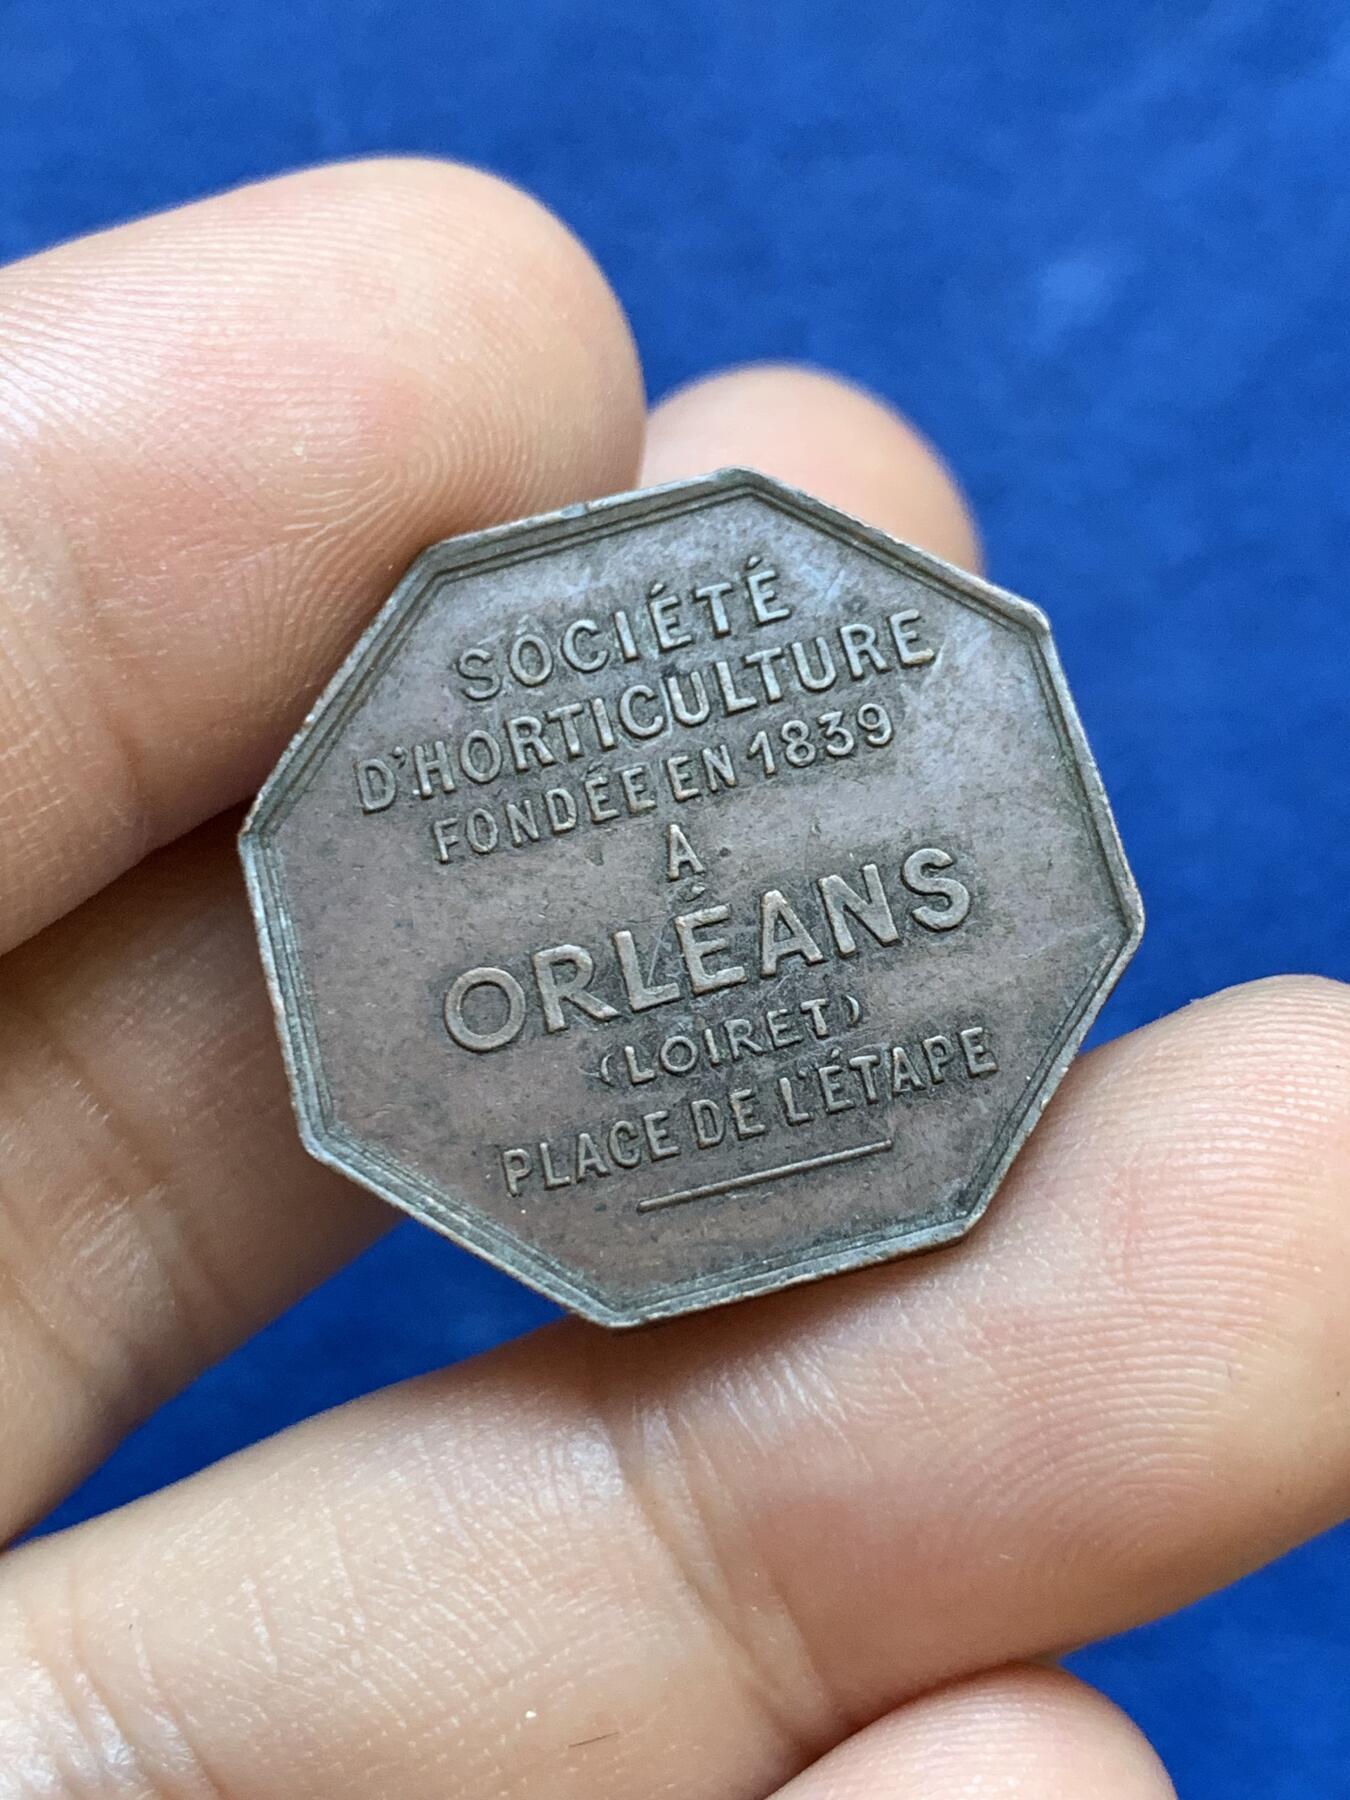 SOCIÉTÉ
D'HORTICULTURE
FONDÉE EN 1839
A
ORLÉANS
(LOIRET)
PLACE DE L'ÉTAPE